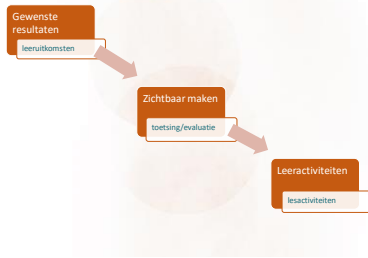 Gewenste
resultaten
leeruitkomsten
Zichtbaar maken
toetsing/evaluatie
Leeractiviteiten
lesactiviteiten